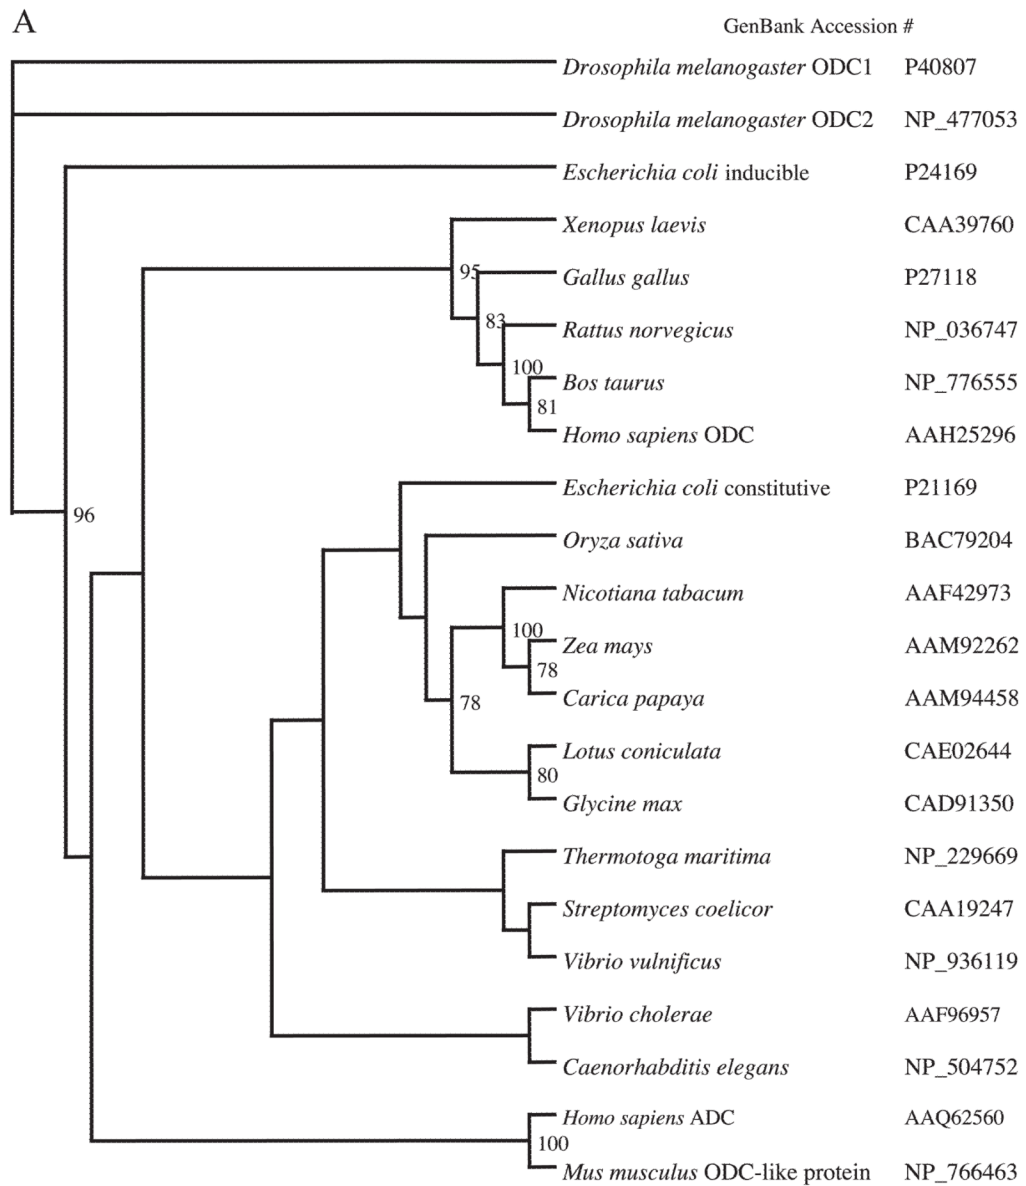 A
GenBank Accession #
Drosophila melanogaster ODC1 P40807
Drosophila melanogaster ODC2 NP_477053
Escherichia coli inducible P24169
Xenopus laevis CAA39760
95 Gallus gallus P27118
83 Rattus norvegicus NP_036747
100
Bos taurus NP_776555
81
Homo sapiens ODC AAH25296
Escherichia coli constitutive P21169
96
Oryza sativa BAC79204
Nicotiana tabacum AAF42973
100
Zea mays AAM92262
78
Carica papaya AAM94458
78
Lotus coniculata CAE02644
80
Glycine max CAD91350
Thermotoga maritima NP_229669
Streptomyces coelicor CAA19247
Vibrio vulnificus NP_936119
Vibrio cholerae AAF96957
Caenorhabditis elegans NP_504752
Homo sapiens ADC AAQ62560
100
Mus musculus ODC-like protein NP_766463